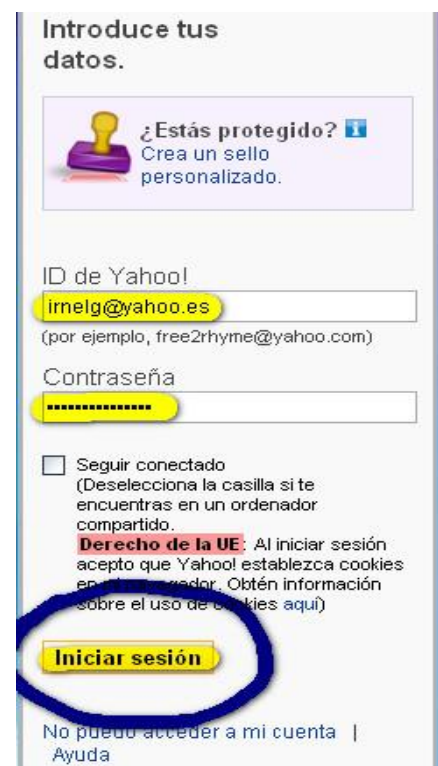 Introduce tus
datos.
¿Estás protegido? i
Crea un sello
personalizado.
ID de Yahoo!
irnelg@yahoo.es
(por ejemplo, free2rhyme@yahoo.com)
Contraseña
•••••••••••••••
Seguir conectado
(Deselecciona la casilla si te
encuentras en un ordenador
compartido.
Derecho de la UE: Al iniciar sesión
acepto que Yahoo! establezca cookies
en navegador. Obtén información
sobre el uso de cookies aquí)
Iniciar sesión
No puedo acceder a mi cuenta |
Ayuda